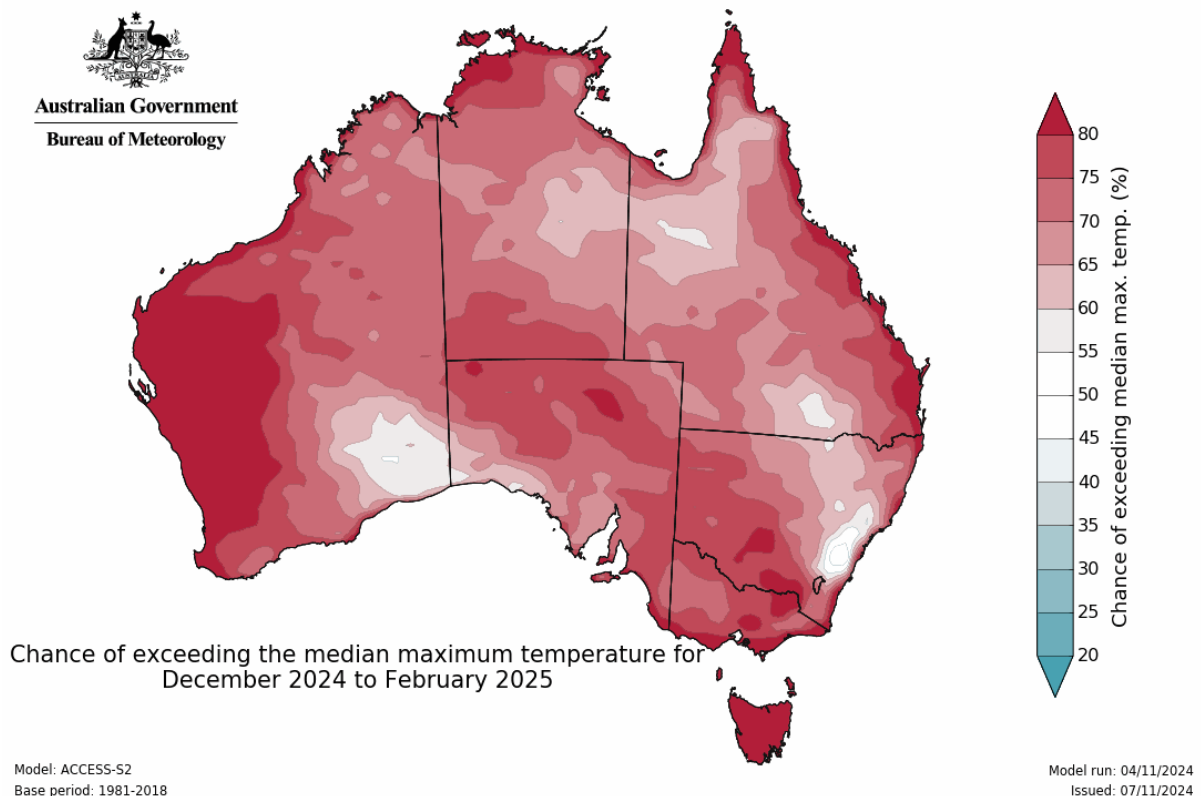 Australian Government
Bureau of Meteorology
80
75
70
65
60
55
50
45
40
35
30
25
20
Chance of exceeding median max. temp. (%)
Chance of exceeding the median maximum temperature for
December 2024 to February 2025
Model: ACCESS-S2
Base period: 1981-2018
Model run: 04/11/2024
Issued: 07/11/2024